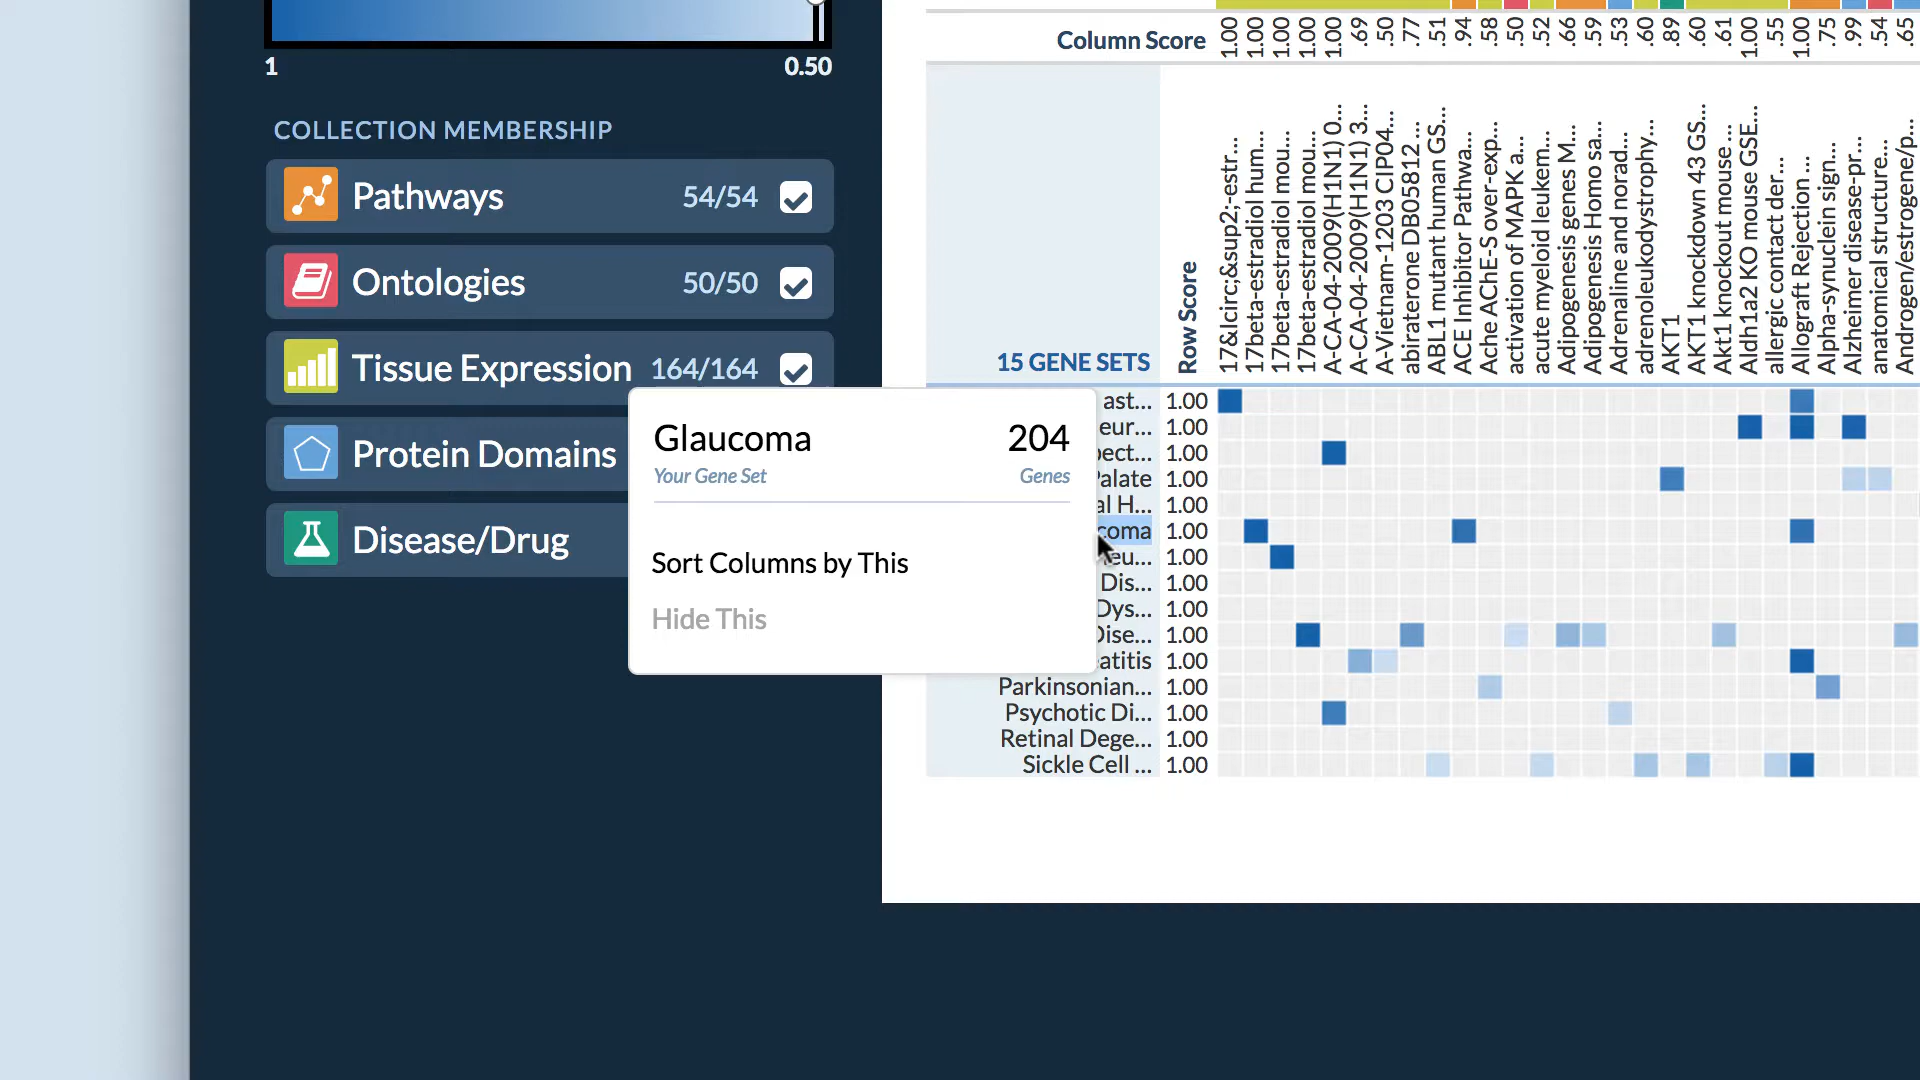 1 0.50
COLLECTION MEMBERSHIP
Pathways 54/54
Ontologies 50/50
Tissue Expression 164/164
Protein Domains
Disease/Drug
Glaucoma 204
Your Gene Set Genes
Sort Columns by This
Hide This
Column Score 1.00 1.00 1.00 1.00 1.00 .69 .50 .77 .51 .94 .58 .50 .52 .66 .59 .53 .60 .89 .60 .61 1.00 .55 1.00 .75 .99 .54 .65
15 GENE SETS
Row Score
17&Icirc;&sup2;-estr...
17beta-estradiol hum...
17beta-estradiol mou...
17beta-estradiol mou...
A-CA-04-2009(H1N1) 0...
A-CA-04-2009(H1N1) 3...
A-Vietnam-1203 CIP04...
abiraterone DB05812 ...
ABL1 mutant human GS...
ACE Inhibitor Pathwa...
Ache AChE-S over-exp...
activation of MAPK a...
acute myeloid leukem...
Adipogenesis genes M...
Adipogenesis Homo sa...
Adrenaline and norad...
adrenoleukodystrophy...
AKT1
AKT1 knockdown 43 GS...
Akt1 knockout mouse ...
Aldh1a2 KO mouse GSE...
allergic contact der...
Allograft Rejection ...
Alpha-synuclein sign...
Alzheimer disease-pr...
anatomical structure...
Androgen/estrogene/p...
ast... 1.00
eur... 1.00
pect... 1.00
Palate 1.00
al H... 1.00
coma 1.00
eu... 1.00
Dis... 1.00
Dys... 1.00
Dise... 1.00
atitis 1.00
Parkinsonian... 1.00
Psychotic Di... 1.00
Retinal Dege... 1.00
Sickle Cell ... 1.00